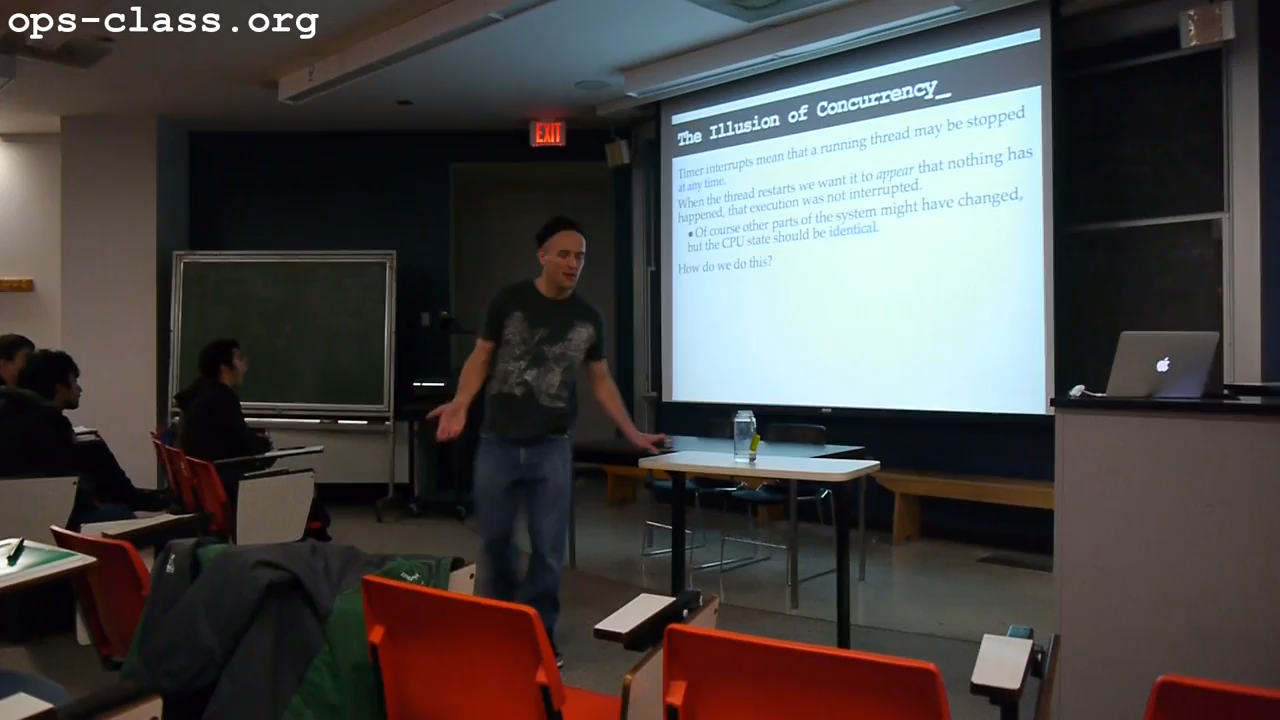 ops-class.org
EXIT
The Illusion of Concurrency_
Timer interrupts mean that a running thread may be stopped
at any time.
When the thread restarts we want it to appear that nothing has
happened, that execution was not interrupted.
• Of course other parts of the system might have changed,
but the CPU state should be identical.
How do we do this?